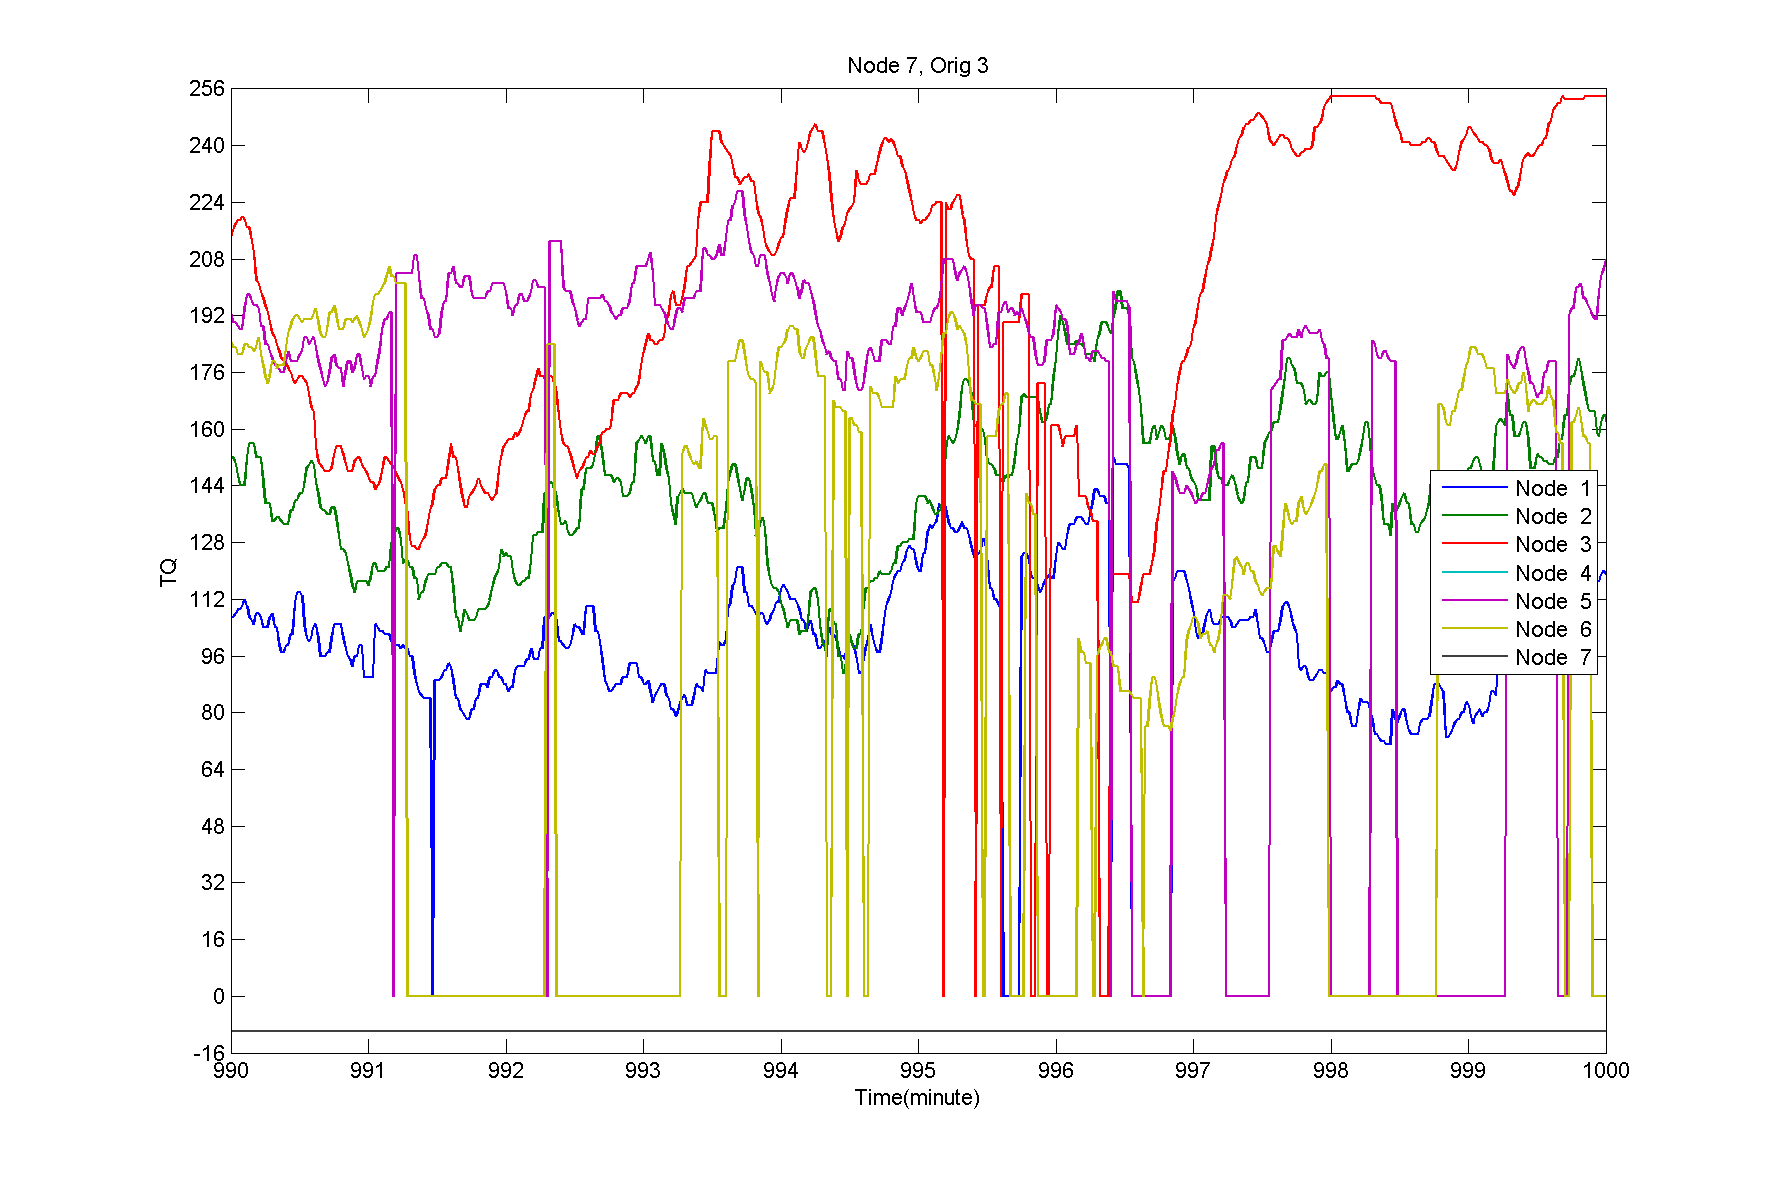 Node 7, Orig 3
256
240
224
208
192
176
160
144
128
112
96
80
64
48
32
16
0
-16
TQ
Node 1
Node 2
Node 3
Node 4
Node 5
Node 6
Node 7
990 991 992 993 994 995 996 997 998 999 1000
Time(minute)